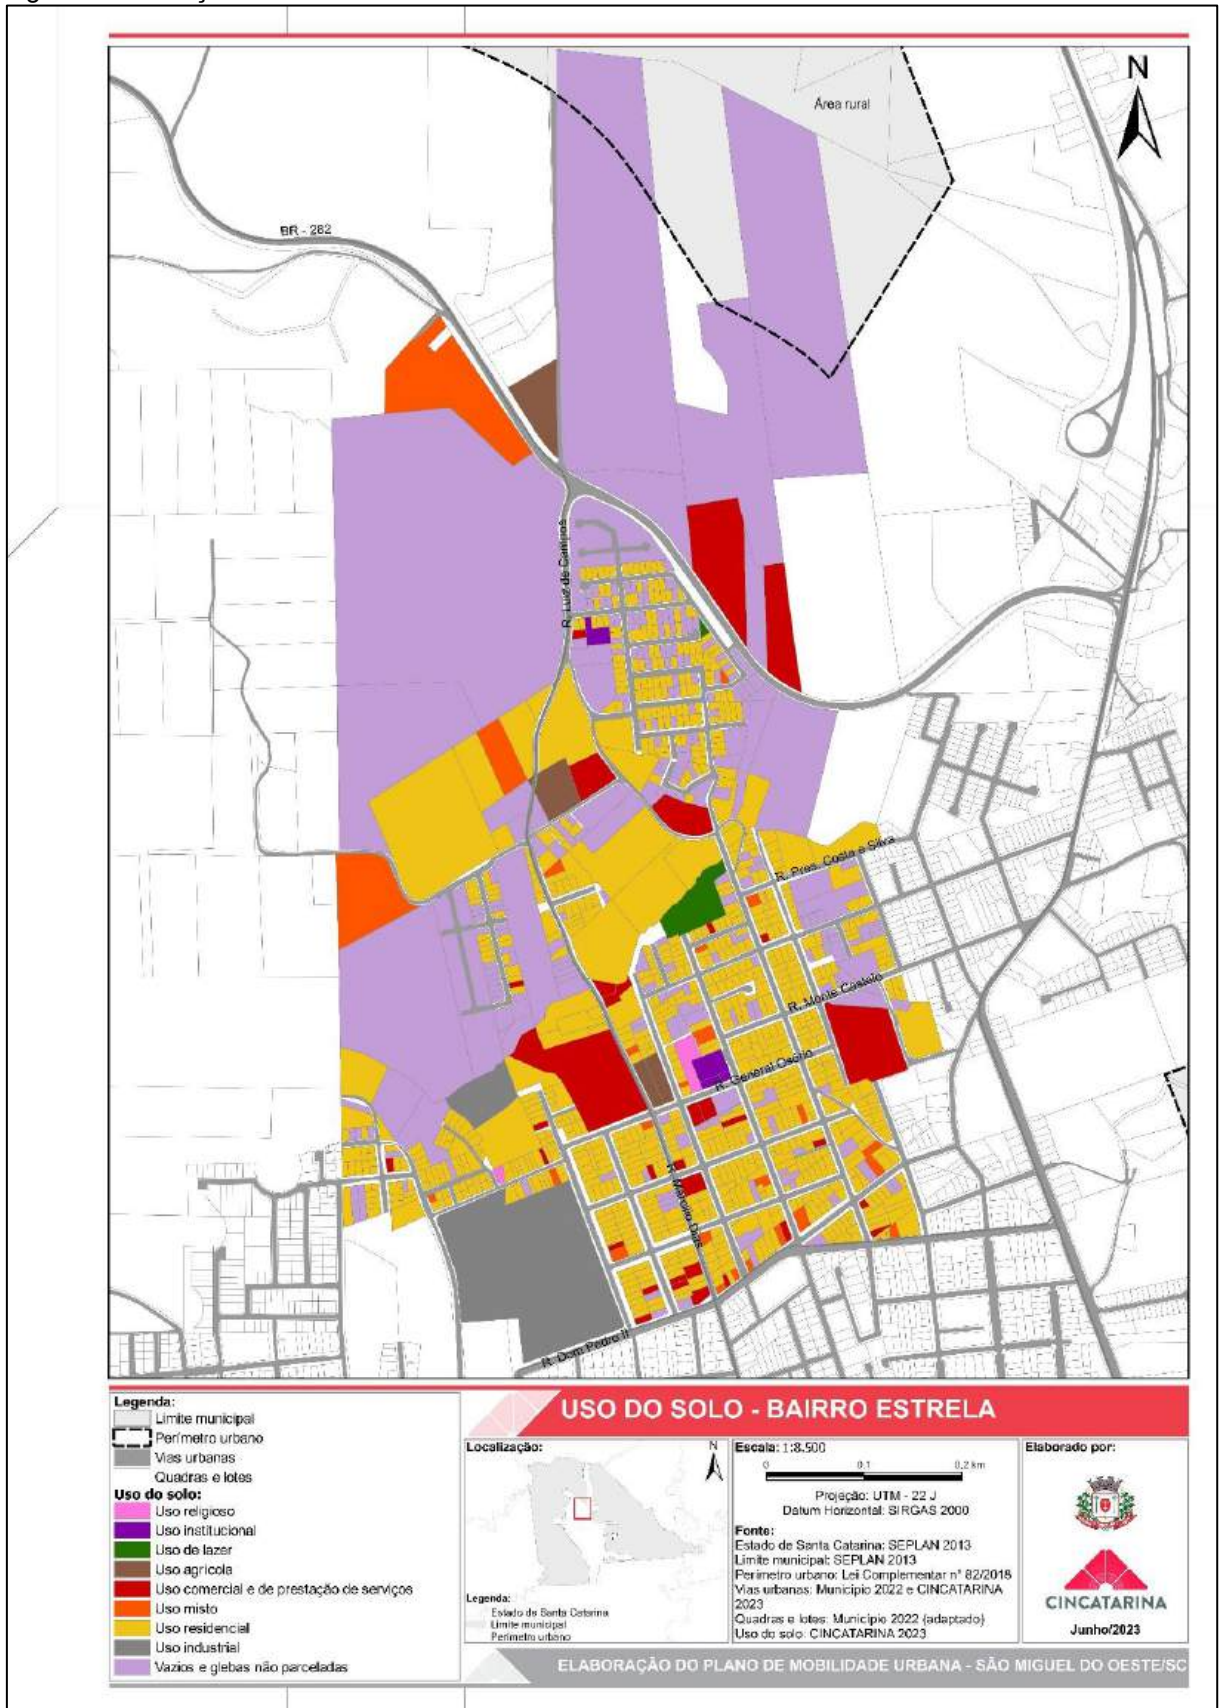 Área rural
N
BR - 282
R. Luiz de Campos
R. Pres. Costa e Silva
R. Monte Castelo
R. General Osório
R. Marcílio Dias
R. Dom Pedro II
Legenda:
Limite municipal
Perímetro urbano
Vias urbanas
Quadras e lotes
Uso do solo:
Uso religioso
Uso institucional
Uso de lazer
Uso agrícola
Uso comercial e de prestação de serviços
Uso misto
Uso residencial
Uso industrial
Vazios e glebas não parceladas
USO DO SOLO - BAIRRO ESTRELA
Localização:
N
Legenda:
Estado de Santa Catarina
Limite municipal
Perímetro urbano
Escala: 1:8.500
0 0,1 0,2 km
Projeção: UTM - 22 J
Datum Horizontal: SIRGAS 2000
Fonte:
Estado de Santa Catarina: SEPLAN 2013
Limite municipal: SEPLAN 2013
Perímetro urbano: Lei Complementar n° 82/2018
Vias urbanas: Município 2022 e CINCATARINA
2023
Quadras e lotes: Município 2022 (adaptado)
Uso do solo: CINCATARINA 2023
Elaborado por:
CINCATARINA
Junho/2023
ELABORAÇÃO DO PLANO DE MOBILIDADE URBANA - SÃO MIGUEL DO OESTE/SC